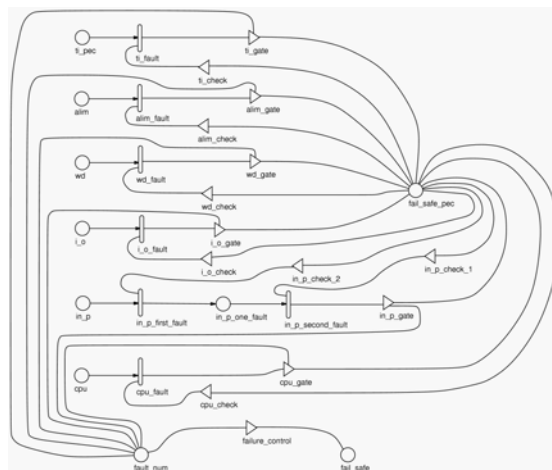 ti_pec
ti_fault
ti_gate
ti_check
alim
alim_fault
alim_gate
alim_check
wd
wd_fault
wd_gate
wd_check
fail_safe_pec
i_o
i_o_fault
i_o_gate
i_o_check
in_p_check_2
in_p_check_1
in_p
in_p_first_fault
in_p_one_fault
in_p_second_fault
in_p_gate
cpu
cpu_fault
cpu_gate
cpu_check
fault_num
failure_control
fail_safe